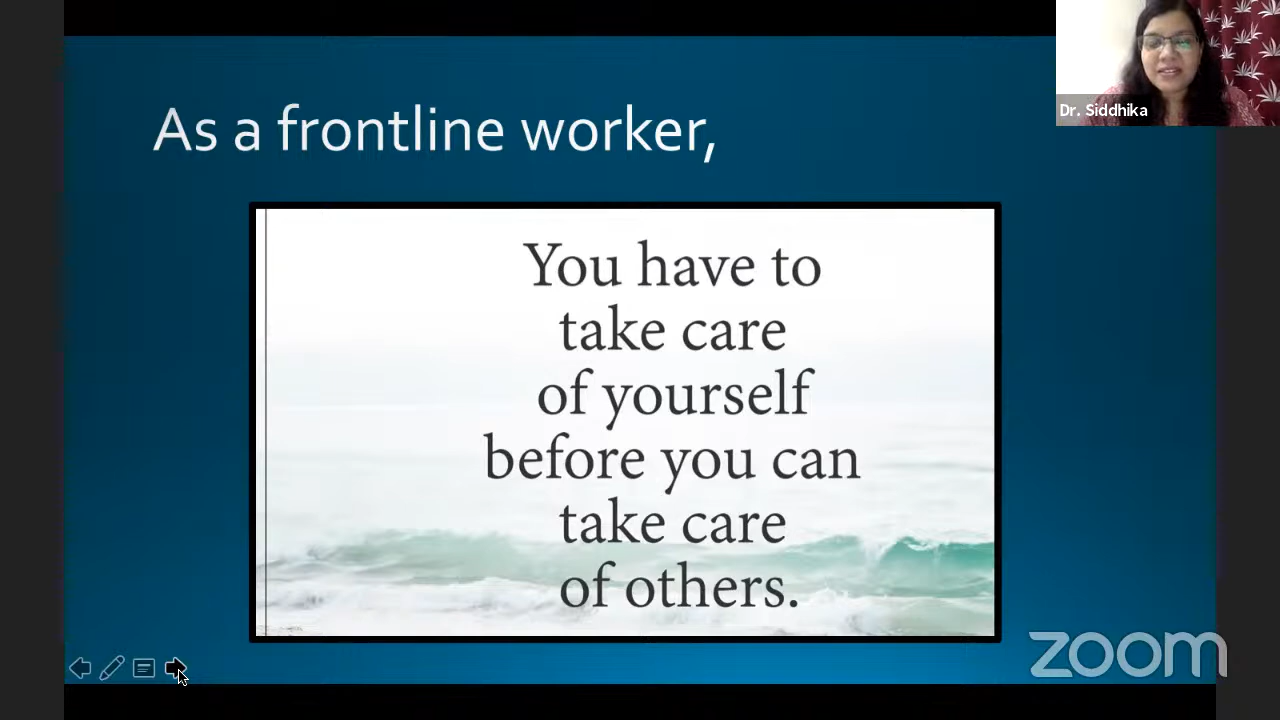 Dr. Siddhika
As a frontline worker,
You have to
take care
of yourself
before you can
take care
of others.
zoom